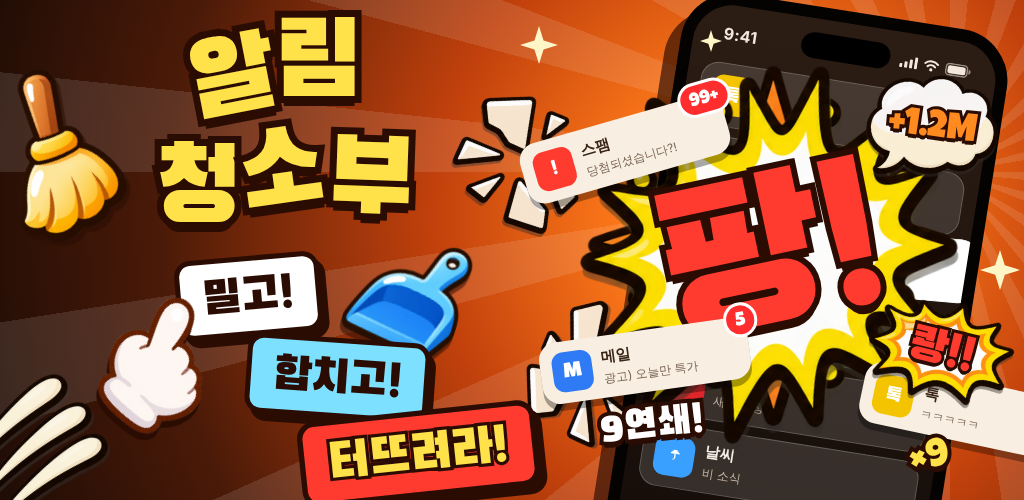 알림
청소부
밀고!
합치고!
터뜨려라!
9:41
99+
!
스팸
당첨되셨습니다?!
+1.2M
팡!
5
M
메일
광고) 오늘만 특가
쾅!!
9연쇄!
톡
톡
ㅋㅋㅋㅋㅋ
+9
날씨
비 소식